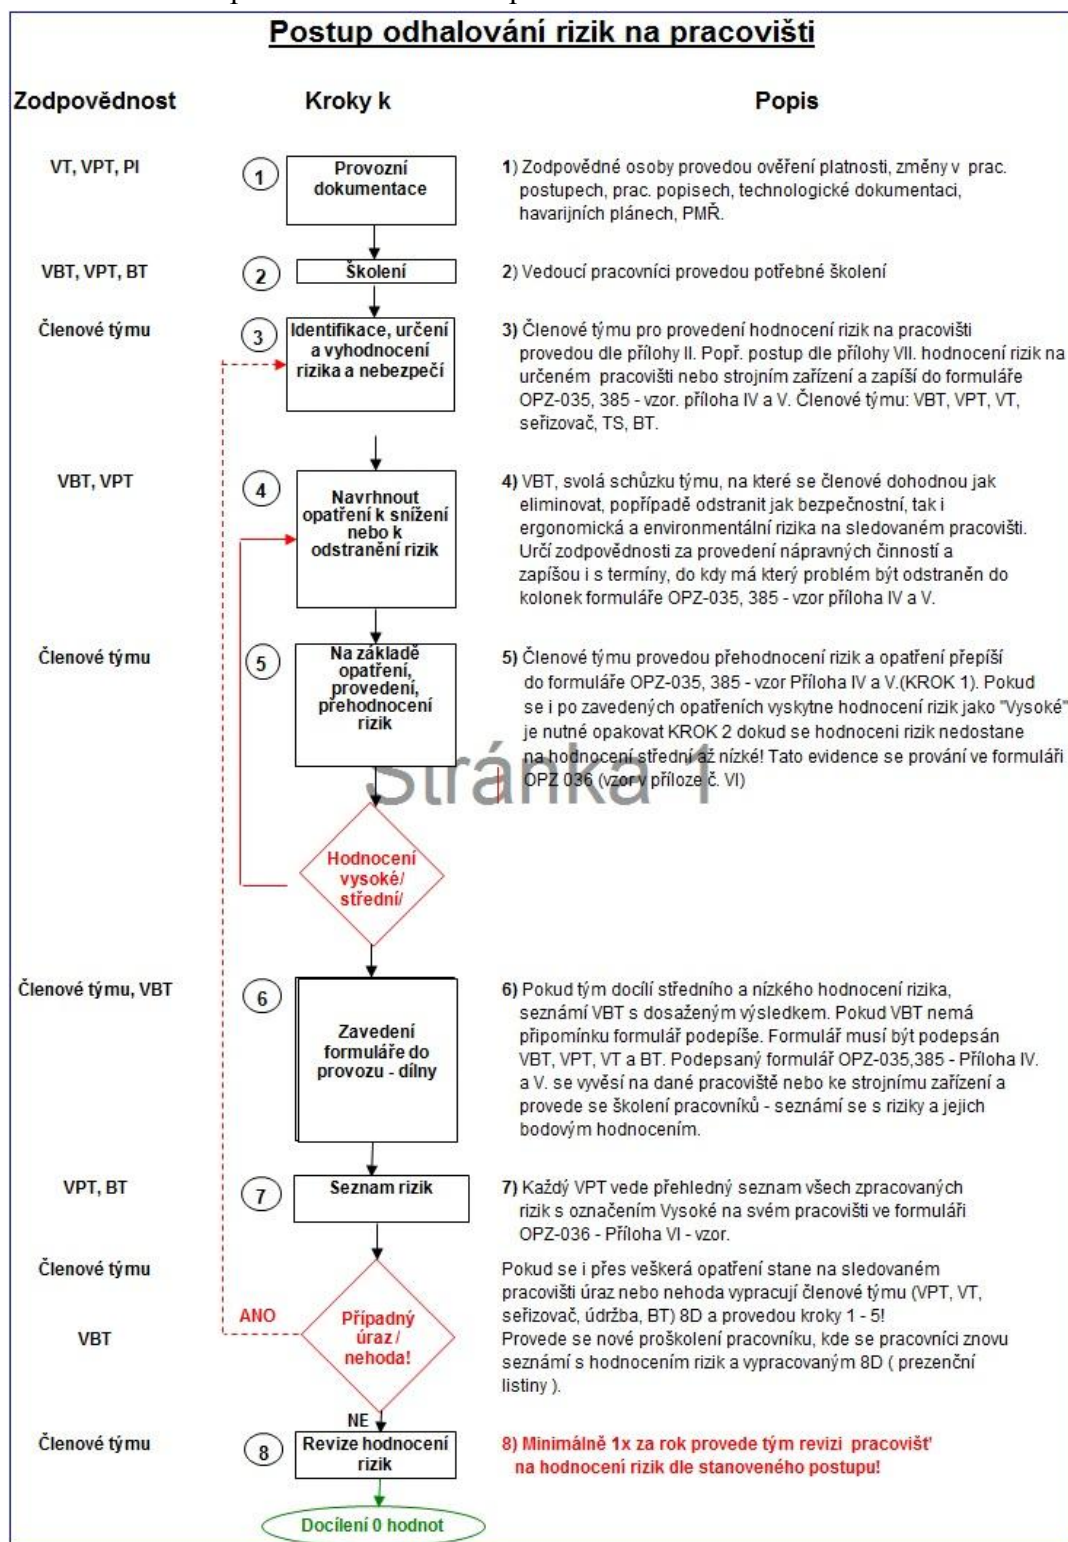 Postup odhalování rizik na pracovišti
Zodpovědnost
Kroky k
Popis
VT, VPT, PI
1
Provozní
dokumentace
1) Zodpovědné osoby provedou ověření platnosti, změny v prac.
postupech, prac. popisech, technologické dokumentaci,
havarijních plánech, PMŘ.
VBT, VPT, BT
2
Školení
2) Vedoucí pracovníci provedou potřebné školení
Členové týmu
3
Identifikace, určení
a vyhodnocení
rizika a nebezpečí
3) Členové týmu pro provedení hodnocení rizik na pracovišti
provedou dle přílohy II. Popř. postup dle přílohy VII. hodnocení rizik na
určeném pracovišti nebo strojním zařízení a zapíší do formuláře
OPZ-035, 385 - vzor. příloha IV a V. Členové týmu: VBT, VPT, VT,
seřizovač, TS, BT.
VBT, VPT
4
Navrhnout
opatření k snížení
nebo k
odstranění rizik
4) VBT, svolá schůzku týmu, na které se členové dohodnou jak
eliminovat, popřípadě odstranit jak bezpečnostní, tak i
ergonomická a environmentální rizika na sledovaném pracovišti.
Určí zodpovědnosti za provedení nápravných činností a
zapíšou i s termíny, do kdy má který problém být odstraněn do
kolonek formuláře OPZ-035, 385 - vzor příloha IV a V.
Členové týmu
5
Na základě
opatření,
provedení,
přehodnocení
rizik
5) Členové týmu provedou přehodnocení rizik a opatření přepíší
do formuláře OPZ-035, 385 - vzor Příloha IV a V.(KROK 1). Pokud
se i po zavedených opatřeních vyskytne hodnocení rizik jako "Vysoké"
je nutné opakovat KROK 2 dokud se hodnoceni rizik nedostane
na hodnocení střední až nízké! Tato evidence se prování ve formuláři
OPZ 036 (vzor v příloze č. VI)
Stránka 1
Hodnocení
vysoké/
střední/
Členové týmu, VBT
6
Zavedení
formuláře do
provozu - dílny
6) Pokud tým docílí středního a nízkého hodnocení rizika,
seznámí VBT s dosaženým výsledkem. Pokud VBT nemá
připomínku formulář podepíše. Formulář musí být podepsán
VBT, VPT, VT a BT. Podepsaný formulář OPZ-035,385 - Příloha IV.
a V. se vyvěsí na dané pracoviště nebo ke strojnímu zařízení a
provede se školení pracovníků - seznámí se s riziky a jejich
bodovým hodnocením.
VPT, BT
7
Seznam rizik
7) Každý VPT vede přehledný seznam všech zpracovaných
rizik s označením Vysoké na svém pracovišti ve formuláři
OPZ-036 - Příloha VI - vzor.
Členové týmu
VBT
ANO
Případný
úraz /
nehoda!
Pokud se i přes veškerá opatření stane na sledovaném
pracovišti úraz nebo nehoda vypracují členové týmu (VPT, VT,
seřizovač, údržba, BT) 8D a provedou kroky 1 - 5!
Provede se nové proškolení pracovníku, kde se pracovníci znovu
seznámí s hodnocením rizik a vypracovaným 8D ( prezenční
listiny ).
NE
Členové týmu
8
Revize hodnocení
rizik
8) Minimálně 1x za rok provede tým revizi pracovišť
na hodnocení rizik dle stanoveného postupu!
Docílení 0 hodnot